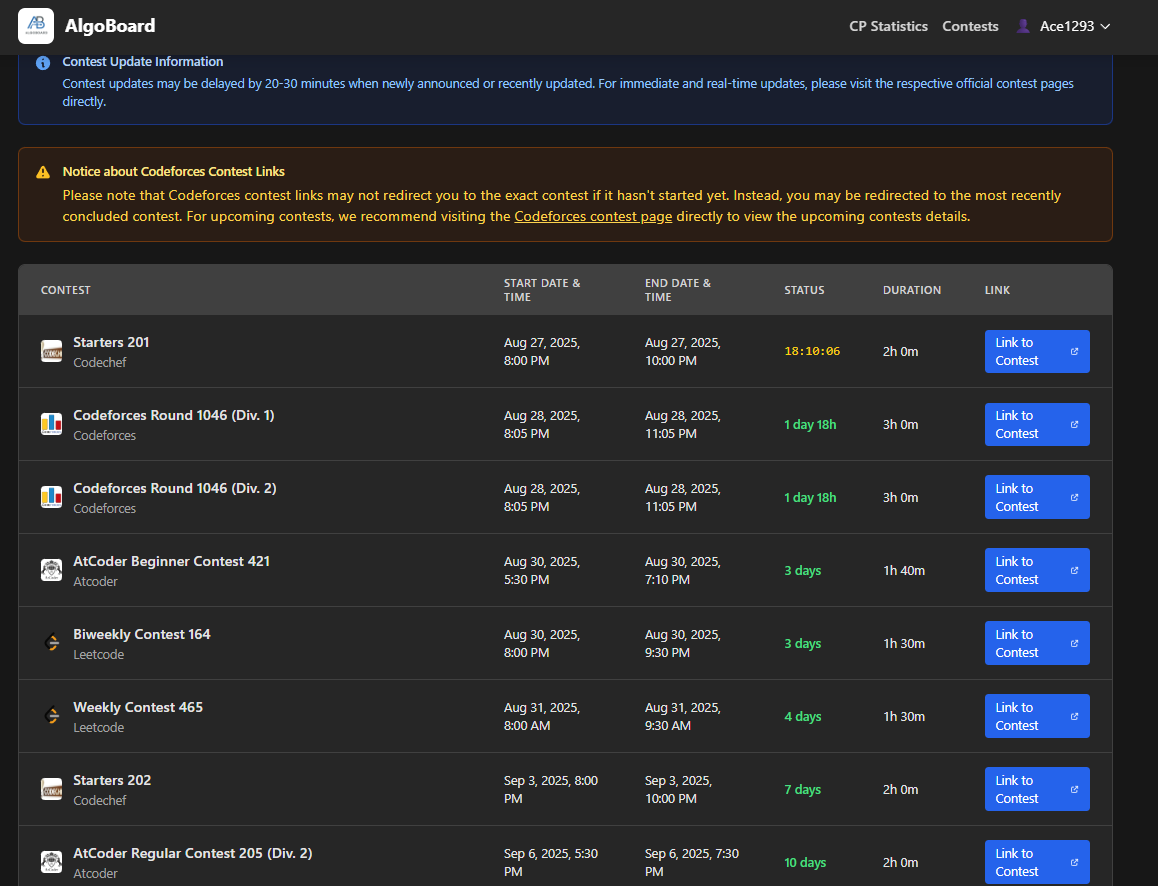 AlgoBoard
CP Statistics Contests Ace1293
Contest Update Information
Contest updates may be delayed by 20-30 minutes when newly announced or recently updated. For immediate and real-time updates, please visit the respective official contest pages
directly.
Notice about Codeforces Contest Links
Please note that Codeforces contest links may not redirect you to the exact contest if it hasn't started yet. Instead, you may be redirected to the most recently
concluded contest. For upcoming contests, we recommend visiting the Codeforces contest page directly to view the upcoming contests details.
CONTEST
START DATE &
TIME
END DATE &
TIME
STATUS
DURATION
LINK
Starters 201
Codechef
Aug 27, 2025,
8:00 PM
Aug 27, 2025,
10:00 PM
18:10:06
2h 0m
Link to
Contest
Codeforces Round 1046 (Div. 1)
Codeforces
Aug 28, 2025,
8:05 PM
Aug 28, 2025,
11:05 PM
1 day 18h
3h 0m
Link to
Contest
Codeforces Round 1046 (Div. 2)
Codeforces
Aug 28, 2025,
8:05 PM
Aug 28, 2025,
11:05 PM
1 day 18h
3h 0m
Link to
Contest
AtCoder Beginner Contest 421
Atcoder
Aug 30, 2025,
5:30 PM
Aug 30, 2025,
7:10 PM
3 days
1h 40m
Link to
Contest
Biweekly Contest 164
Leetcode
Aug 30, 2025,
8:00 PM
Aug 30, 2025,
9:30 PM
3 days
1h 30m
Link to
Contest
Weekly Contest 465
Leetcode
Aug 31, 2025,
8:00 AM
Aug 31, 2025,
9:30 AM
4 days
1h 30m
Link to
Contest
Starters 202
Codechef
Sep 3, 2025, 8:00
PM
Sep 3, 2025,
10:00 PM
7 days
2h 0m
Link to
Contest
AtCoder Regular Contest 205 (Div. 2)
Atcoder
Sep 6, 2025, 5:30
PM
Sep 6, 2025, 7:30
PM
10 days
2h 0m
Link to
Contest